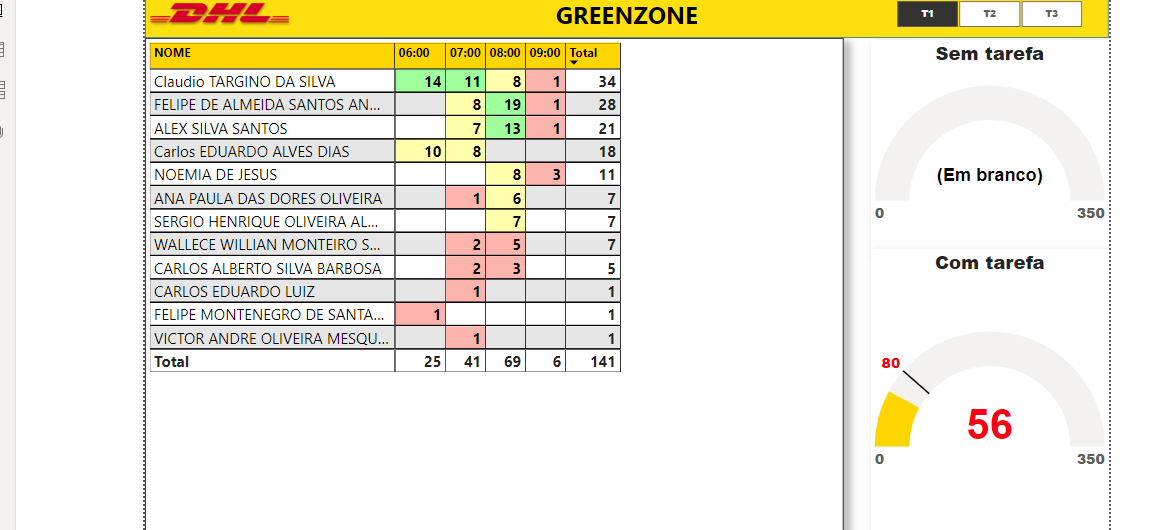 DHL
GREENZONE
T1 T2 T3
NOME 06:00 07:00 08:00 09:00 Total
Claudio TARGINO DA SILVA 14 11 8 1 34
FELIPE DE ALMEIDA SANTOS AN... 8 19 1 28
ALEX SILVA SANTOS 7 13 1 21
Carlos EDUARDO ALVES DIAS 10 8 18
NOEMIA DE JESUS 8 3 11
ANA PAULA DAS DORES OLIVEIRA 1 6 7
SERGIO HENRIQUE OLIVEIRA AL... 7 7
WALLECE WILLIAN MONTEIRO S... 2 5 7
CARLOS ALBERTO SILVA BARBOSA 2 3 5
CARLOS EDUARDO LUIZ 1 1
FELIPE MONTENEGRO DE SANTA... 1 1
VICTOR ANDRE OLIVEIRA MESQU... 1 1
Total 25 41 69 6 141
Sem tarefa
(Em branco)
0 350
Com tarefa
80
56
0 350